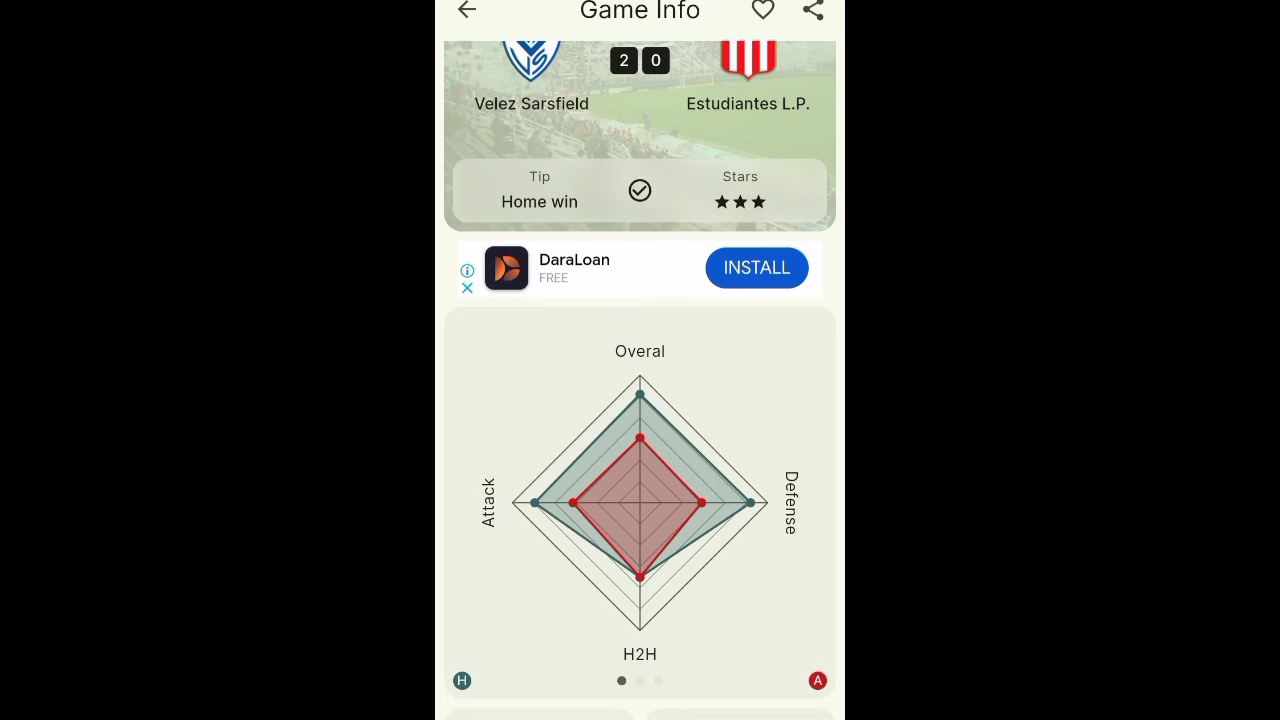 Game Info
2 0
Velez Sarsfield
Estudiantes L.P.
Tip
Stars
Home win
DaraLoan
FREE
INSTALL
Overal
Attack
Defense
H2H
H
A